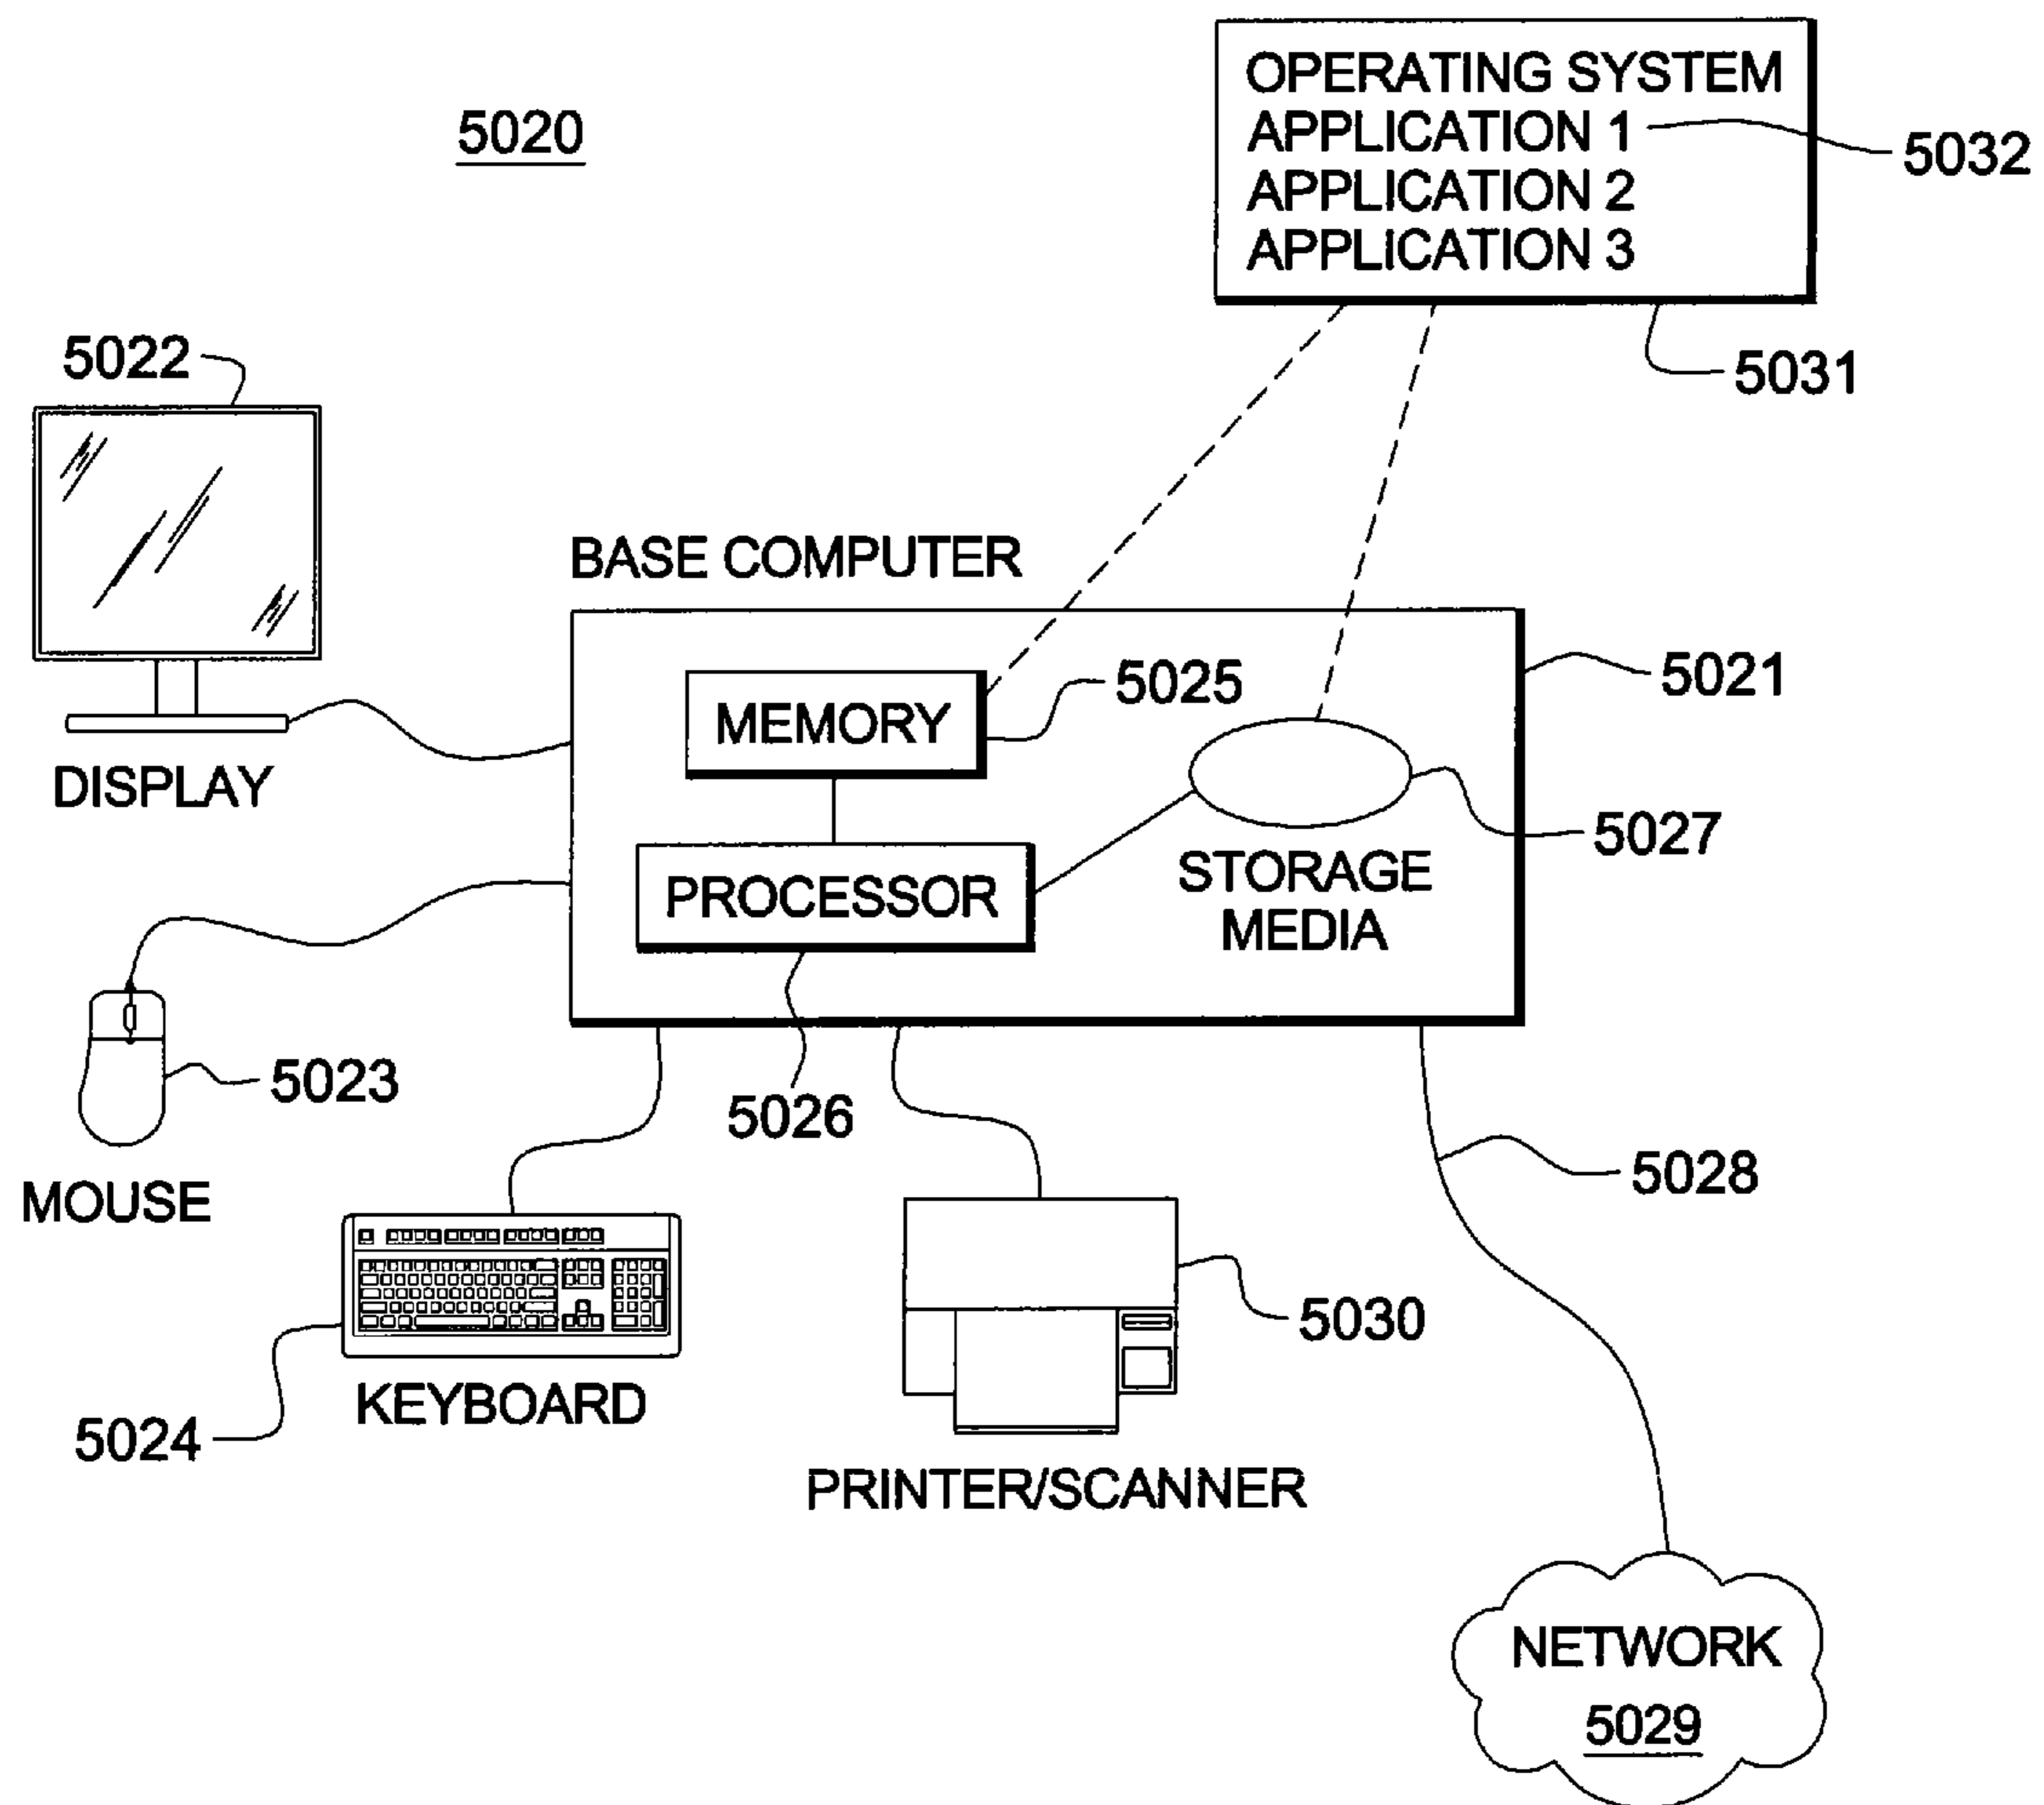 OPERATING SYSTEM
APPLICATION 1
APPLICATION 2
APPLICATION 3
5020
5032
5022
5031
BASE COMPUTER
5021
MEMORY
5025
DISPLAY
5027
PROCESSOR
STORAGE
MEDIA
5023
5026
5028
MOUSE
5030
KEYBOARD
5024
PRINTER/SCANNER
NETWORK
5029